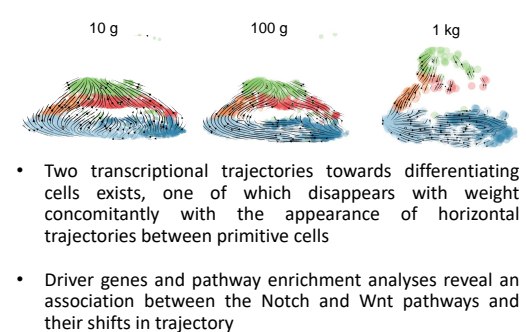 10 g 100 g 1 kg
• Two transcriptional trajectories towards differentiating
cells exists, one of which disappears with weight
concomitantly with the appearance of horizontal
trajectories between primitive cells
• Driver genes and pathway enrichment analyses reveal an
association between the Notch and Wnt pathways and
their shifts in trajectory